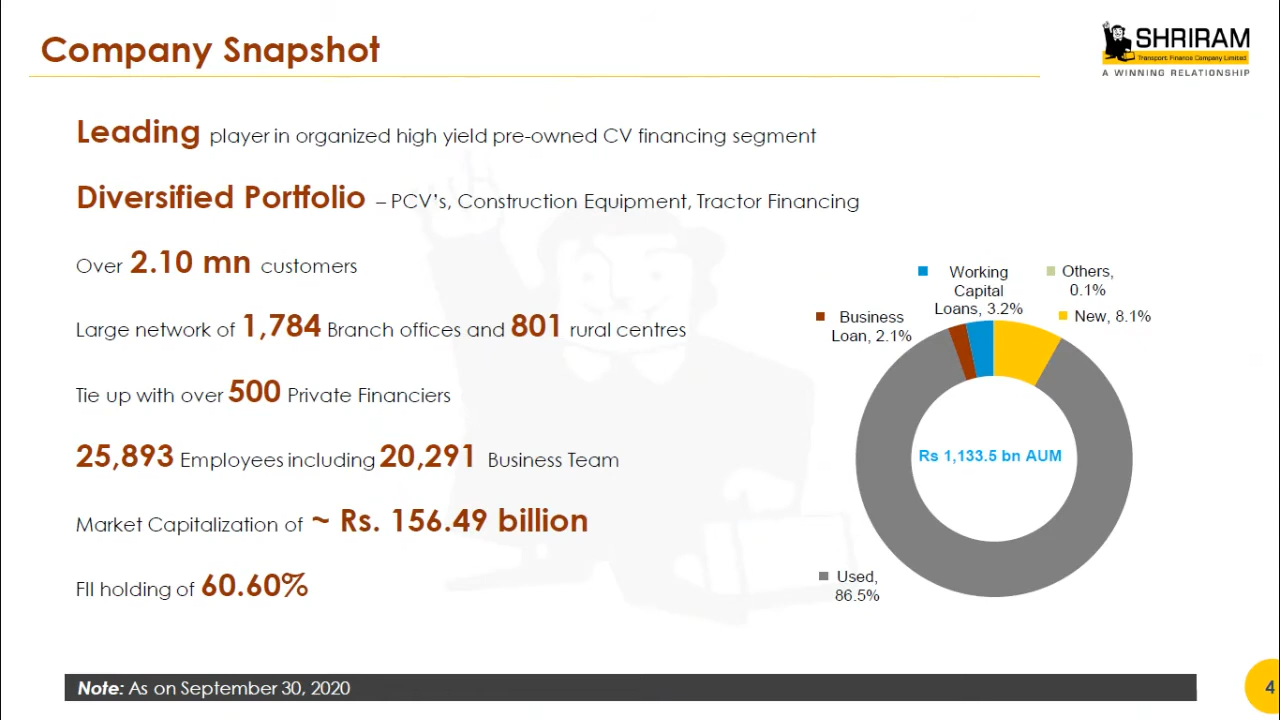 Company Snapshot
SHRIRAM
Transport Finance Company Limited
A WINNING RELATIONSHIP
Leading player in organized high yield pre-owned CV financing segment
Diversified Portfolio – PCV's, Construction Equipment, Tractor Financing
Over 2.10 mn customers
Large network of 1,784 Branch offices and 801 rural centres
Tie up with over 500 Private Financiers
25,893 Employees including 20,291 Business Team
Market Capitalization of ~ Rs. 156.49 billion
FII holding of 60.60%
Business
Loan, 2.1%
Working
Capital
Loans, 3.2%
Others,
0.1%
New, 8.1%
Rs 1,133.5 bn AUM
Used,
86.5%
Note: As on September 30, 2020
4